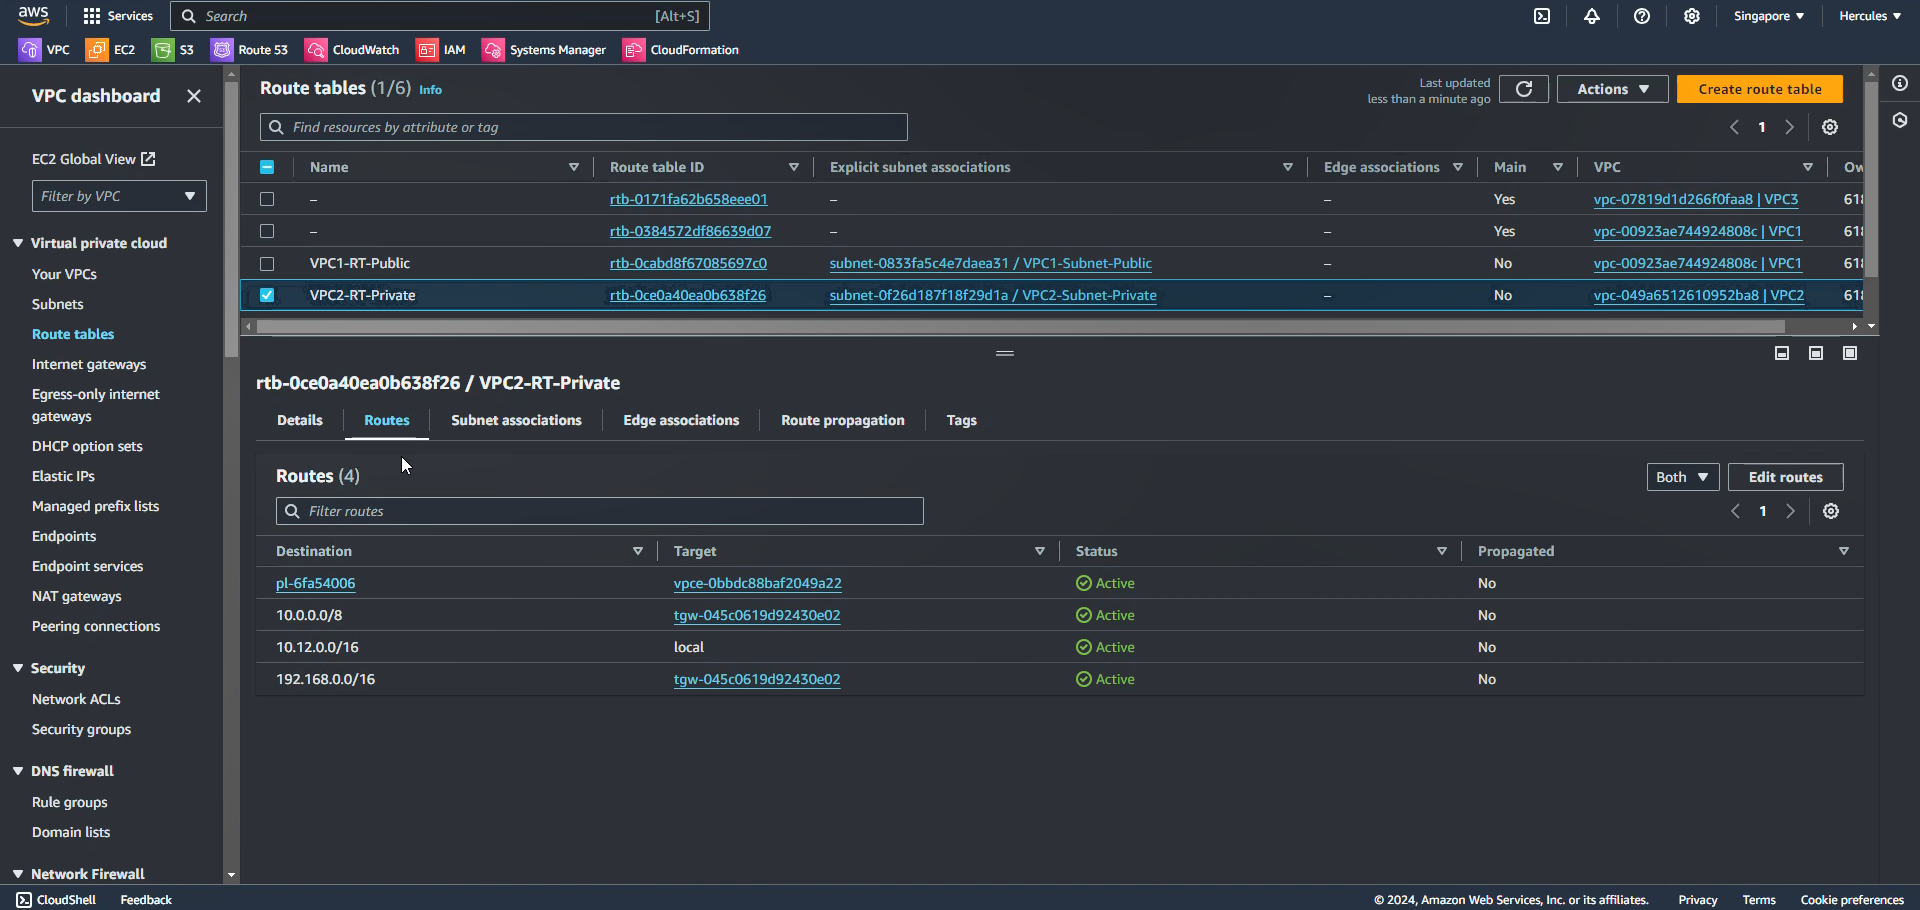 aws Services Search [Alt+S] Singapore Hercules
VPC EC2 S3 Route 53 CloudWatch IAM Systems Manager CloudFormation
VPC dashboard
EC2 Global View
Filter by VPC
Virtual private cloud
Your VPCs
Subnets
Route tables
Internet gateways
Egress-only internet
gateways
DHCP option sets
Elastic IPs
Managed prefix lists
Endpoints
Endpoint services
NAT gateways
Peering connections
Security
Network ACLs
Security groups
DNS firewall
Rule groups
Domain lists
Network Firewall
Route tables (1/6) Info
Last updated
less than a minute ago
Actions
Create route table
Find resources by attribute or tag
1
Name Route table ID Explicit subnet associations Edge associations Main VPC Ow
– rtb-0171fa62b658eee01 – – Yes vpc-07819d1d266f0faa8 | VPC3 618
– rtb-0384572df86639d07 – – Yes vpc-00923ae744924808c | VPC1 618
VPC1-RT-Public rtb-0cabd8f67085697c0 subnet-0833fa5c4e7daea31 / VPC1-Subnet-Public – No vpc-00923ae744924808c | VPC1 618
VPC2-RT-Private rtb-0ce0a40ea0b638f26 subnet-0f26d187f18f29d1a / VPC2-Subnet-Private – No vpc-049a6512610952ba8 | VPC2 618
rtb-0ce0a40ea0b638f26 / VPC2-RT-Private
Details Routes Subnet associations Edge associations Route propagation Tags
Routes (4)
Both
Edit routes
Filter routes
1
Destination Target Status Propagated
pl-6fa54006 vpce-0bbdc88baf2049a22 Active No
10.0.0.0/8 tgw-045c0619d92430e02 Active No
10.12.0.0/16 local Active No
192.168.0.0/16 tgw-045c0619d92430e02 Active No
CloudShell Feedback © 2024, Amazon Web Services, Inc. or its affiliates. Privacy Terms Cookie preferences